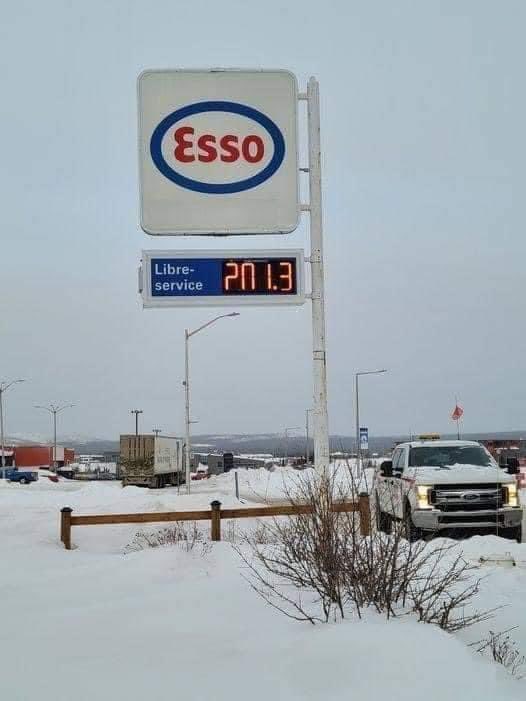 Esso
Libre-
service
201.3